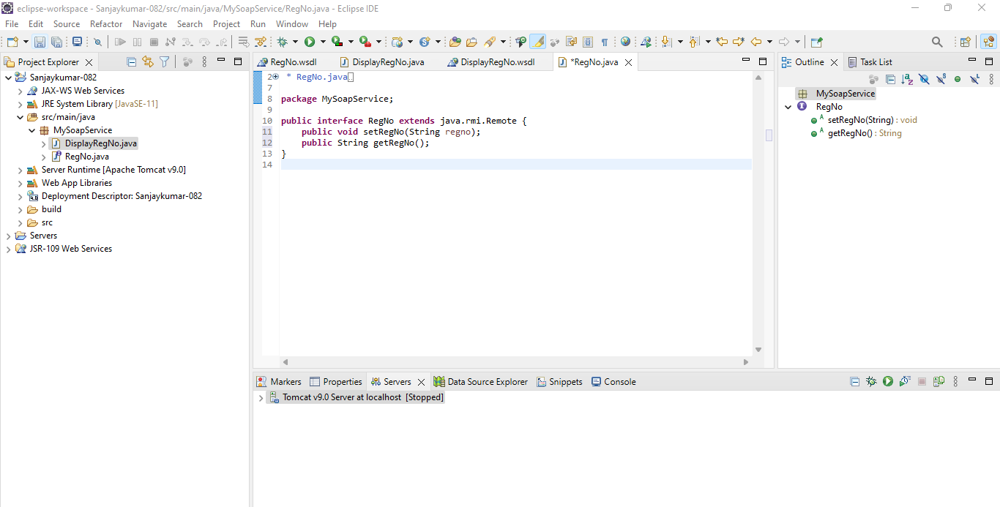 eclipse-workspace - Sanjaykumar-082/src/main/java/MySoapService/RegNo.java - Eclipse IDE
File Edit Source Refactor Navigate Search Project Run Window Help
Project Explorer
Sanjaykumar-082
JAX-WS Web Services
JRE System Library [JavaSE-11]
src/main/java
MySoapService
DisplayRegNo.java
RegNo.java
Server Runtime [Apache Tomcat v9.0]
Web App Libraries
Deployment Descriptor: Sanjaykumar-082
build
src
Servers
JSR-109 Web Services
RegNo.wsdl DisplayRegNo.java DisplayRegNo.wsdl *RegNo.java
2 * RegNo.java
7
8 package MySoapService;
9
10 public interface RegNo extends java.rmi.Remote {
11 public void setRegNo(String regno);
12 public String getRegNo();
13 }
14
Outline Task List
MySoapService
RegNo
setRegNo(String) : void
getRegNo() : String
Markers Properties Servers Data Source Explorer Snippets Console
Tomcat v9.0 Server at localhost [Stopped]